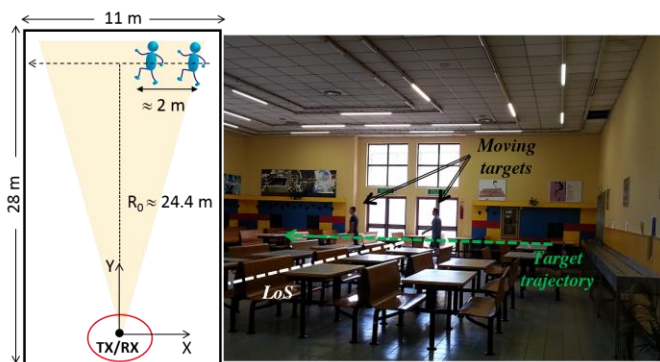 11 m
≈ 2 m
28 m
R₀ ≈ 24.4 m
Y
X
TX/RX
Moving
targets
Target
trajectory
LoS